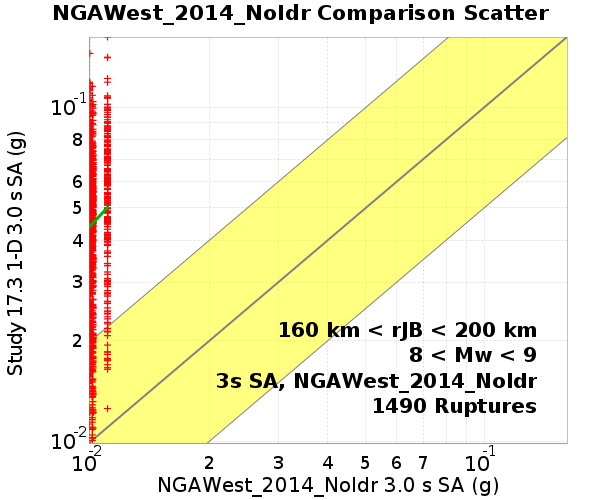 NGAWest_2014_NoIdr Comparison Scatter
Study 17.3 1-D 3.0 s SA (g)
10-1
8
6
5
4
3
2
10-2
160 km < rJB < 200 km
8 < Mw < 9
3s SA, NGAWest_2014_NoIdr
1490 Ruptures
10-2 2 3 4 5 6 7 10-1
NGAWest_2014_NoIdr 3.0 s SA (g)